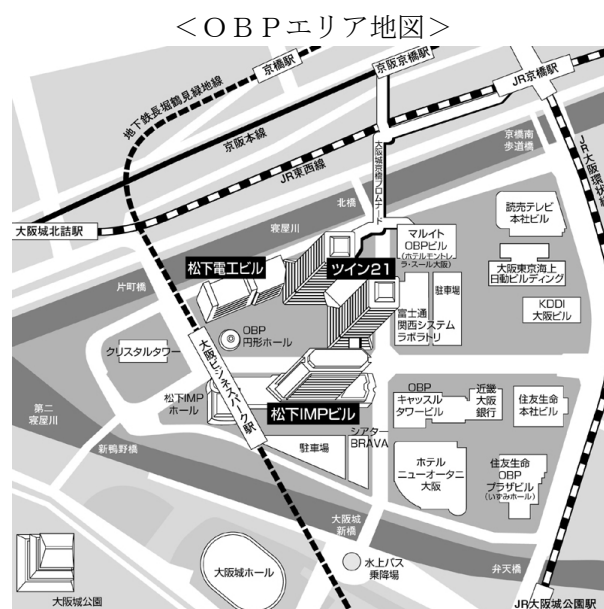 ＜ＯＢＰエリア地図＞
京橋駅
京阪京橋駅
JR京橋駅
地下鉄長堀鶴見緑地線
京阪本線
JR東西線
大阪城京橋プロムナード
京橋南
歩道橋
JR大阪環状線
大阪城北詰駅
北橋
寝屋川
読売テレビ
本社ビル
マルイト
OBPビル
(ホテルモントレ
ラ・スール大阪)
松下電工ビル
ツイン21
大阪東京海上
日動ビルディング
片町橋
駐車場
KDDI
大阪ビル
富士通
関西システム
ラボラトリ
OBP
円形ホール
クリスタルタワー
大阪ビジネスパーク駅
松下IMP
ホール
松下IMPビル
OBP
キャッスル
タワービル
近畿
大阪
銀行
住友生命
本社ビル
第二
寝屋川
新鴨野橋
シアター
BRAVA
駐車場
ホテル
ニューオータニ
大阪
住友生命
OBP
プラザビル
(いずみホール)
大阪城
新橋
水上バス
乗降場
弁天橋
大阪城ホール
大阪城公園
JR大阪城公園駅